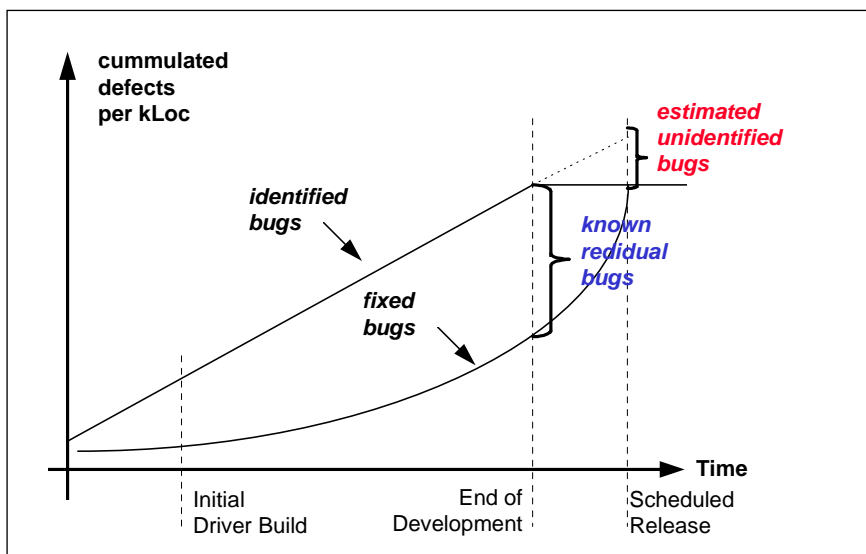 cummulated
defects
per kLoc
estimated
unidentified
bugs
identified
bugs
known
redidual
bugs
fixed
bugs
Time
Initial
Driver Build
End of
Development
Scheduled
Release